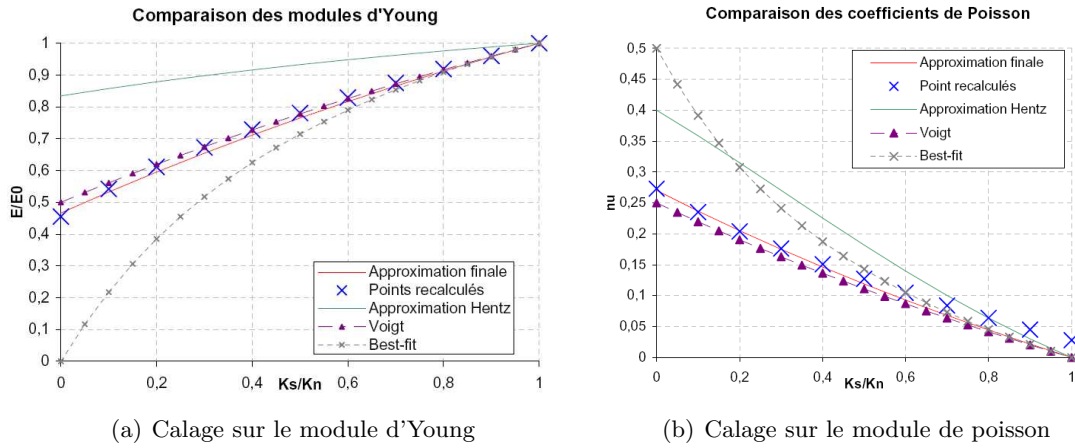 Comparaison des modules d'Young
1
0,9
0,8
0,7
0,6
0,5
0,4
0,3
0,2
0,1
0
E/E0
0
0,2
0,4
0,6
0,8
1
Ks/Kn
Approximation finale
Points recalculés
Approximation Hentz
Voigt
Best-fit
(a) Calage sur le module d'Young
Comparaison des coefficients de Poisson
0,5
0,45
0,4
0,35
0,3
0,25
0,2
0,15
0,1
0,05
0
nu
0
0,2
0,4
0,6
0,8
1
Ks/Kn
Approximation finale
Point recalculés
Approximation Hentz
Voigt
Best-fit
(b) Calage sur le module de poisson